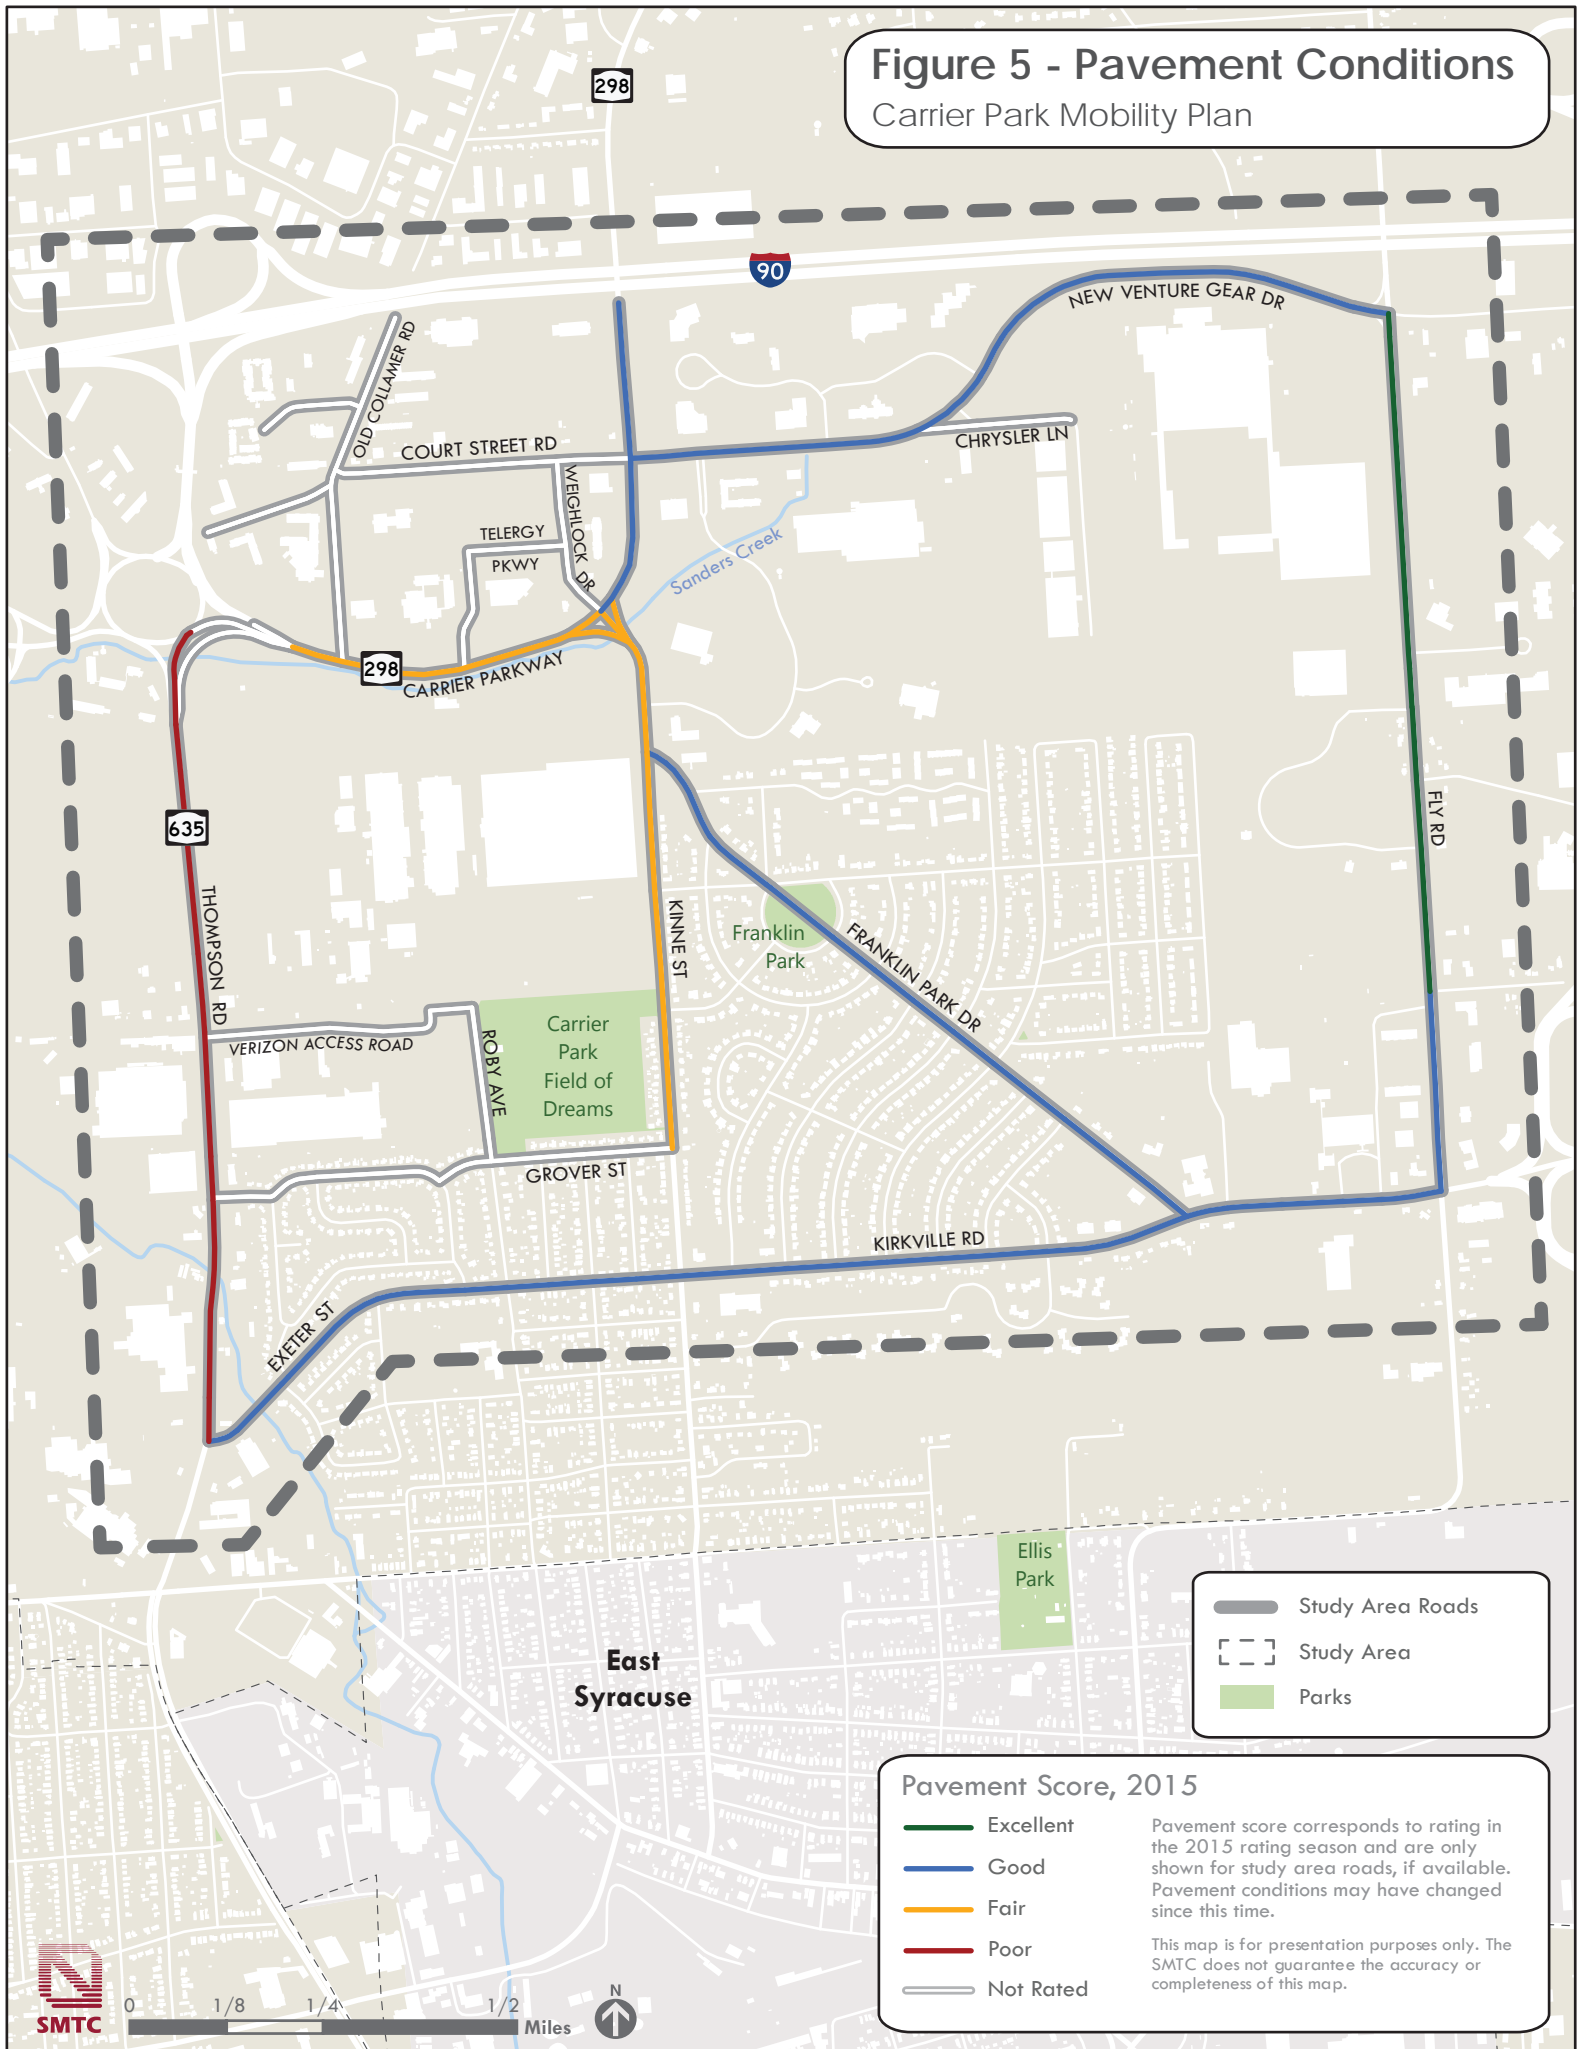 Figure 5 - Pavement Conditions
Carrier Park Mobility Plan
298
90
NEW VENTURE GEAR DR
OLD COLLAMER RD
COURT STREET RD
CHRYSLER LN
WEIGHLOCK DR
TELERGY
PKWY
Sanders Creek
298
CARRIER PARKWAY
635
FLY RD
THOMPSON RD
KINNE ST
Franklin
Park
FRANKLIN PARK DR
VERIZON ACCESS ROAD
ROBY AVE
Carrier
Park
Field of
Dreams
GROVER ST
KIRKVILLE RD
EXETER ST
Ellis
Park
East
Syracuse
Study Area Roads
Study Area
Parks
Pavement Score, 2015
Excellent
Good
Fair
Poor
Not Rated
Pavement score corresponds to rating in
the 2015 rating season and are only
shown for study area roads, if available.
Pavement conditions may have changed
since this time.
This map is for presentation purposes only. The
SMTC does not guarantee the accuracy or
completeness of this map.
SMTC
0 1/8 1/4 1/2
Miles
N